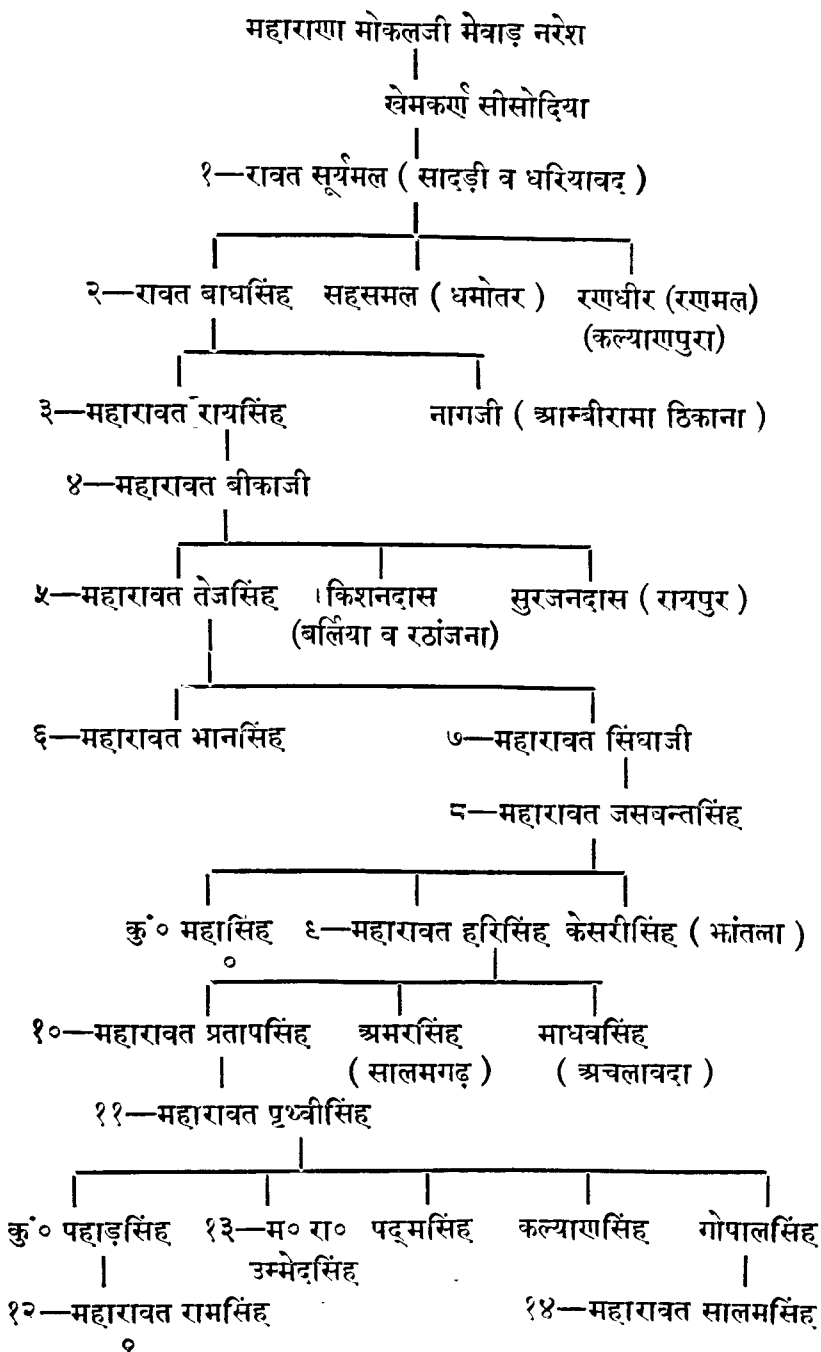 महाराणा मोकलजी मेवाड़ नरेश
खेमकर्ण सीसोदिया
१—रावत सूर्यमल ( सादड़ी व धरियावद )
२—रावत बाघसिंह सहसमल ( धमोतर ) रणधीर (रणमल)
(कल्याणपुरा)
३—महारावत रायसिंह नागजी ( आम्बीरामा ठिकाना )
४—महारावत बीकाजी
५—महारावत तेजसिंह किशनदास सुरजनदास ( रायपुर )
(बर्लिया व रठांजना)
६—महारावत भानसिंह ७—महारावत सिंघाजी
८—महारावत जसवन्तसिंह
कुं० महासिंह ९—महारावत हरिसिंह केसरीसिंह ( झांतला )
०
१०—महारावत प्रतापसिंह अमरसिंह माधवसिंह
( सालमगढ़ ) ( अचलावदा )
११—महारावत पृथ्वीसिंह
कुं० पहाड़सिंह १३—म० रा० पद्मसिंह कल्याणसिंह गोपालसिंह
उम्मेदसिंह
१२—महारावत रामसिंह १४—महारावत सालमसिंह
०